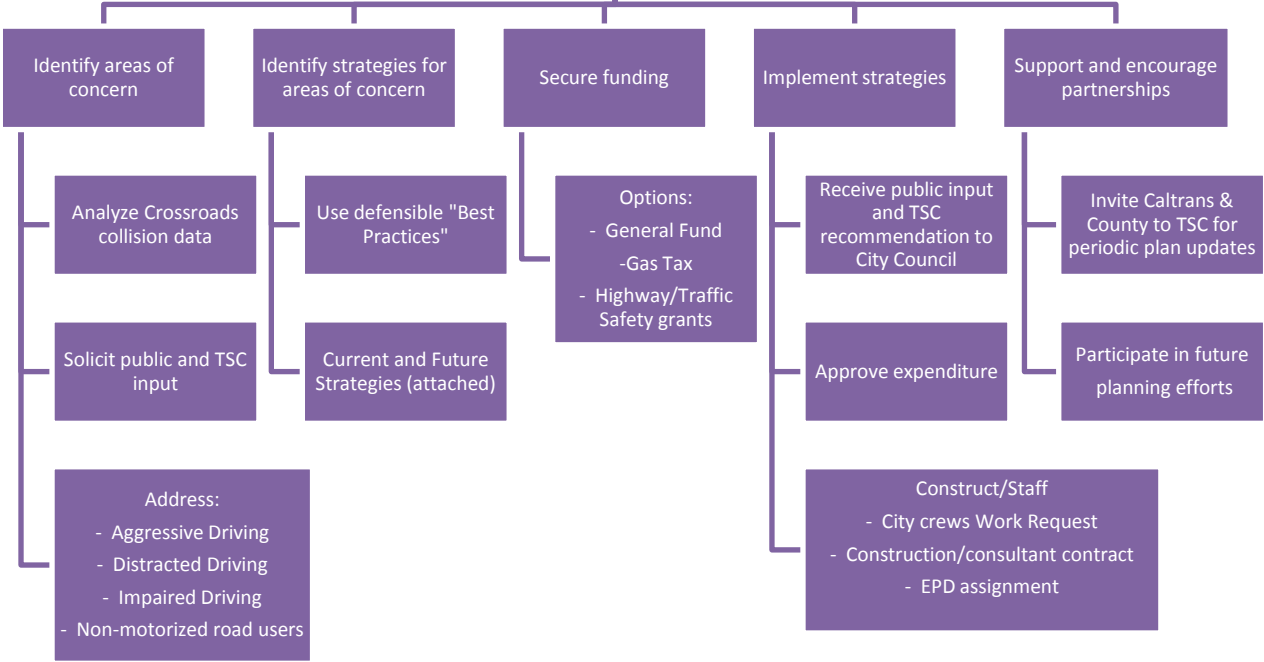 Identify areas of
concern
Identify strategies for
areas of concern
Secure funding
Implement strategies
Support and encourage
partnerships
Analyze Crossroads
collision data
Solicit public and TSC
input
Address:
- Aggressive Driving
- Distracted Driving
- Impaired Driving
- Non-motorized road users
Use defensible "Best
Practices"
Current and Future
Strategies (attached)
Options:
- General Fund
-Gas Tax
- Highway/Traffic
Safety grants
Receive public input
and TSC
recommendation to
City Council
Approve expenditure
Construct/Staff
- City crews Work Request
- Construction/consultant contract
- EPD assignment
Invite Caltrans &
County to TSC for
periodic plan updates
Participate in future
planning efforts